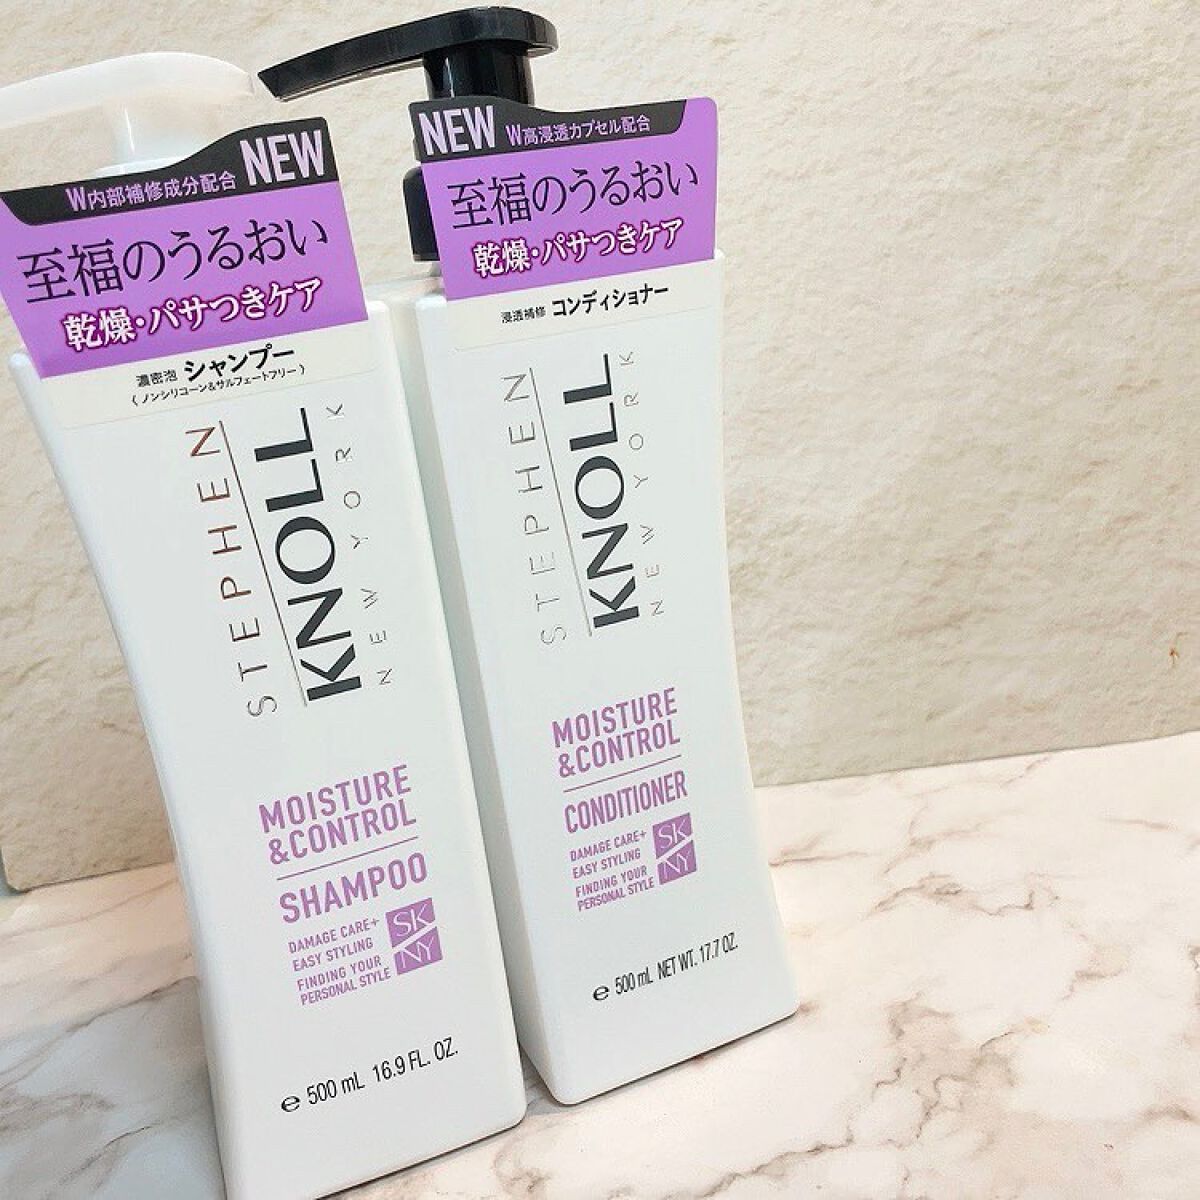 NEW
W内部補修成分配合
至福のうるおい
乾燥・パサつきケア
濃密泡 シャンプー
(ノンシリコーン&サルフェートフリー)
STEPHEN
KNOLL
NEW YORK
MOISTURE
&CONTROL
SHAMPOO
DAMAGE CARE+
EASY STYLING
FINDING YOUR
PERSONAL STYLE
SK
NY
e 500 mL 16.9 FL. OZ.
NEW W高浸透カプセル配合
至福のうるおい
乾燥・パサつきケア
浸透補修 コンディショナー
STEPHEN
KNOLL
NEW YORK
MOISTURE
&CONTROL
CONDITIONER
DAMAGE CARE+
EASY STYLING
FINDING YOUR
PERSONAL STYLE
SK
NY
e 500 mL NET WT. 17.7 OZ.